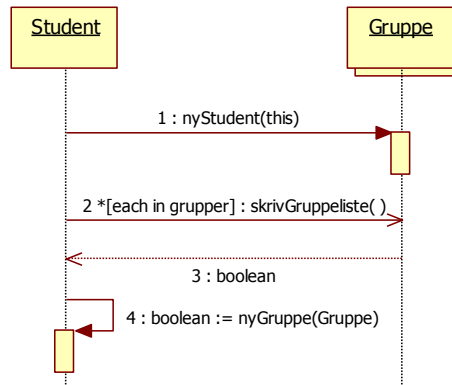 Student
Gruppe
1 : nyStudent(this)
2 *[each in grupper] : skrivGruppeliste( )
3 : boolean
4 : boolean := nyGruppe(Gruppe)